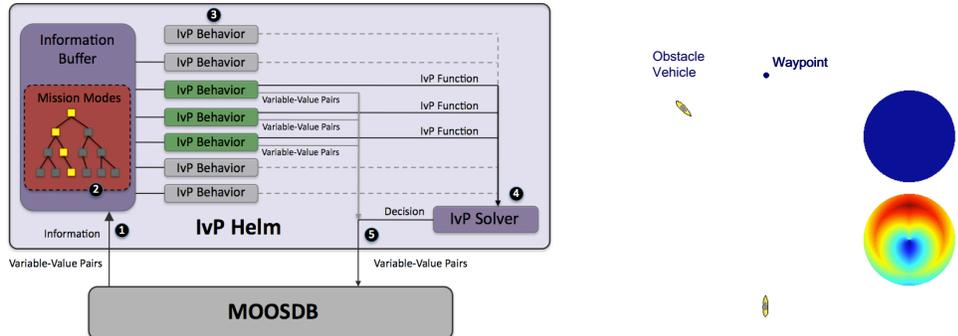 3
Information
Buffer
IvP Behavior
IvP Behavior
IvP Behavior
IvP Function
Variable-Value Pairs
Mission Modes
IvP Behavior
IvP Function
Variable-Value Pairs
IvP Behavior
IvP Function
Variable-Value Pairs
IvP Behavior
2
IvP Behavior
4
Decision
IvP Solver
IvP Helm
1
Information
5
Variable-Value Pairs
Variable-Value Pairs
MOOSDB
Obstacle
Vehicle
Waypoint